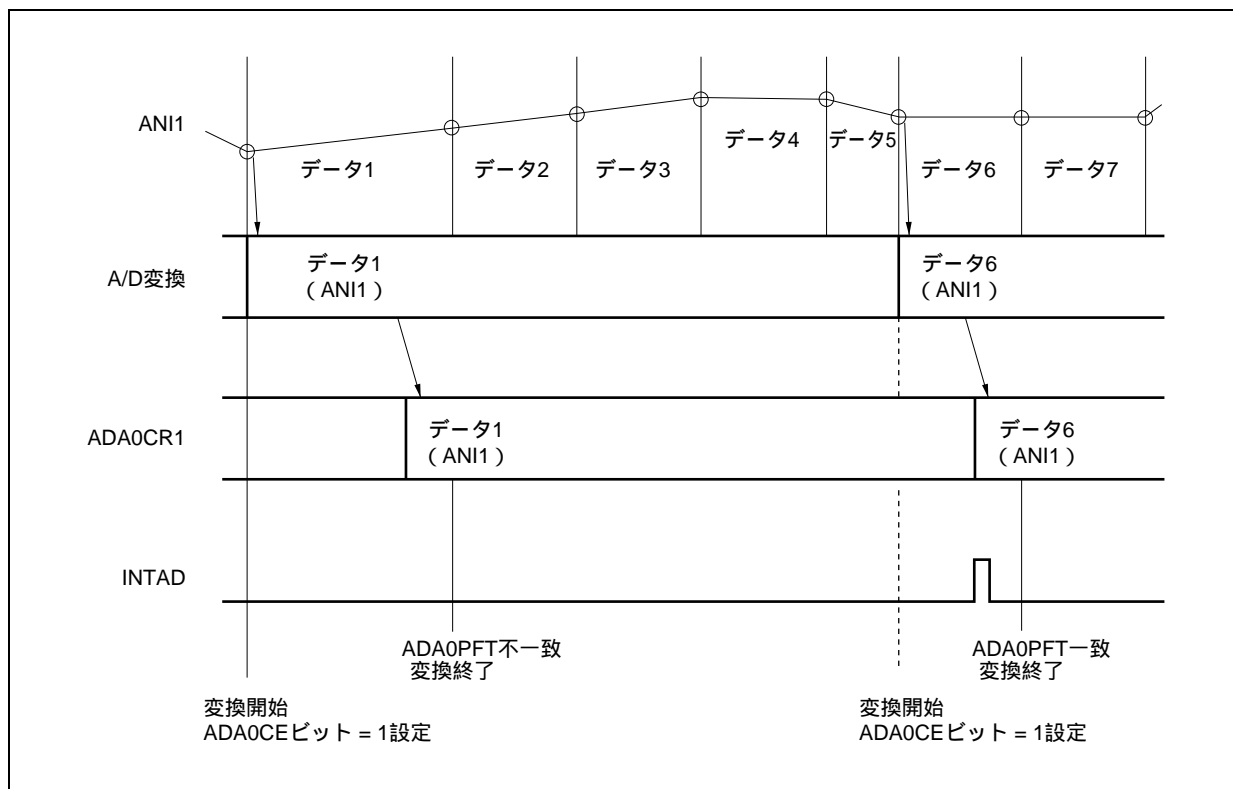 ANI1
データ1
データ2
データ3
データ4
データ5
データ6
データ7
A/D変換
データ1
（ANI1）
データ6
（ANI1）
ADA0CR1
データ1
（ANI1）
データ6
（ANI1）
INTAD
ADA0PFT不一致
変換終了
ADA0PFT一致
変換終了
変換開始
ADA0CEビット = 1設定
変換開始
ADA0CEビット = 1設定